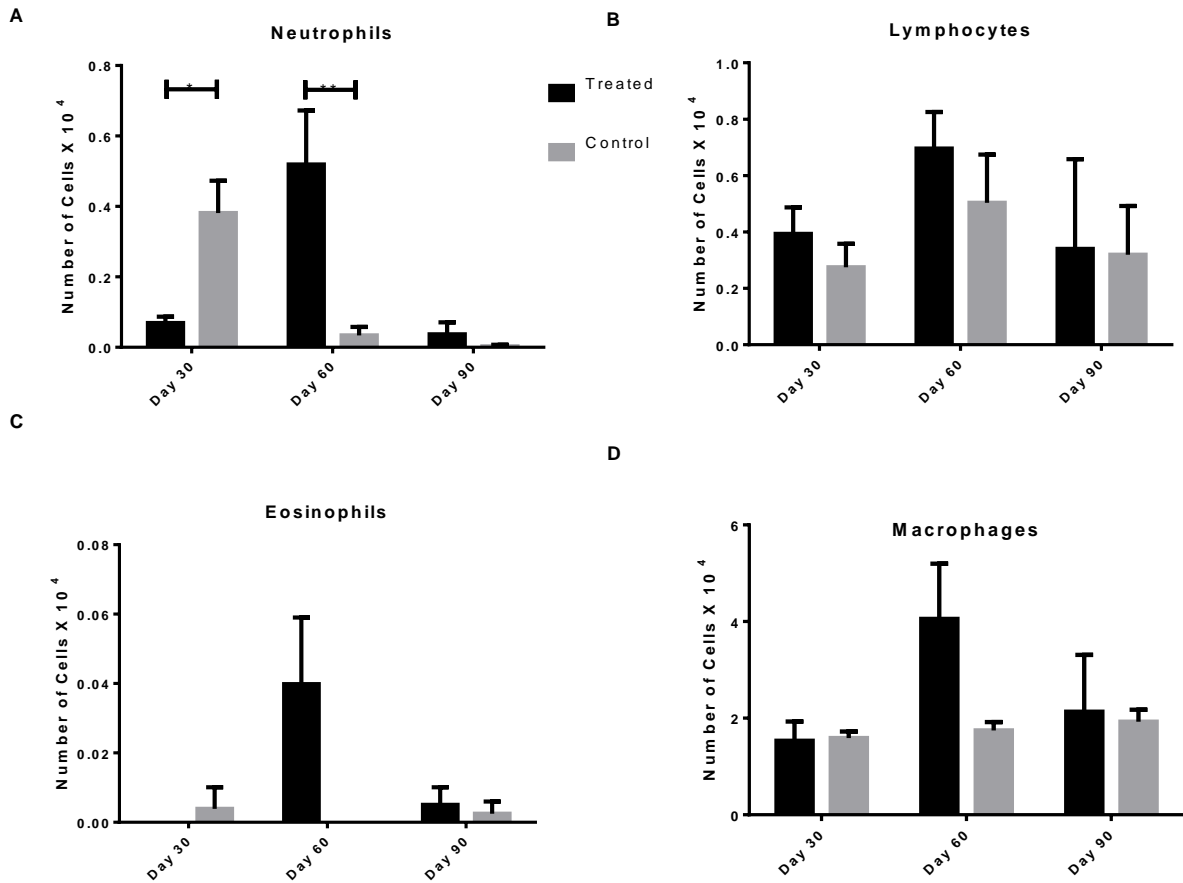 A
Neutrophils
Number of Cells X 10 4
0.8
0.6
0.4
0.2
0.0
*
**
Day 30
Day 60
Day 90
Treated
Control
B
Lymphocytes
Number of Cells X 10 4
1.0
0.8
0.6
0.4
0.2
0.0
Day 30
Day 60
Day 90
C
Eosinophils
Number of Cells X 10 4
0.08
0.06
0.04
0.02
0.00
Day 30
Day 60
Day 90
D
Macrophages
Number of Cells X 10 4
6
4
2
0
Day 30
Day 60
Day 90